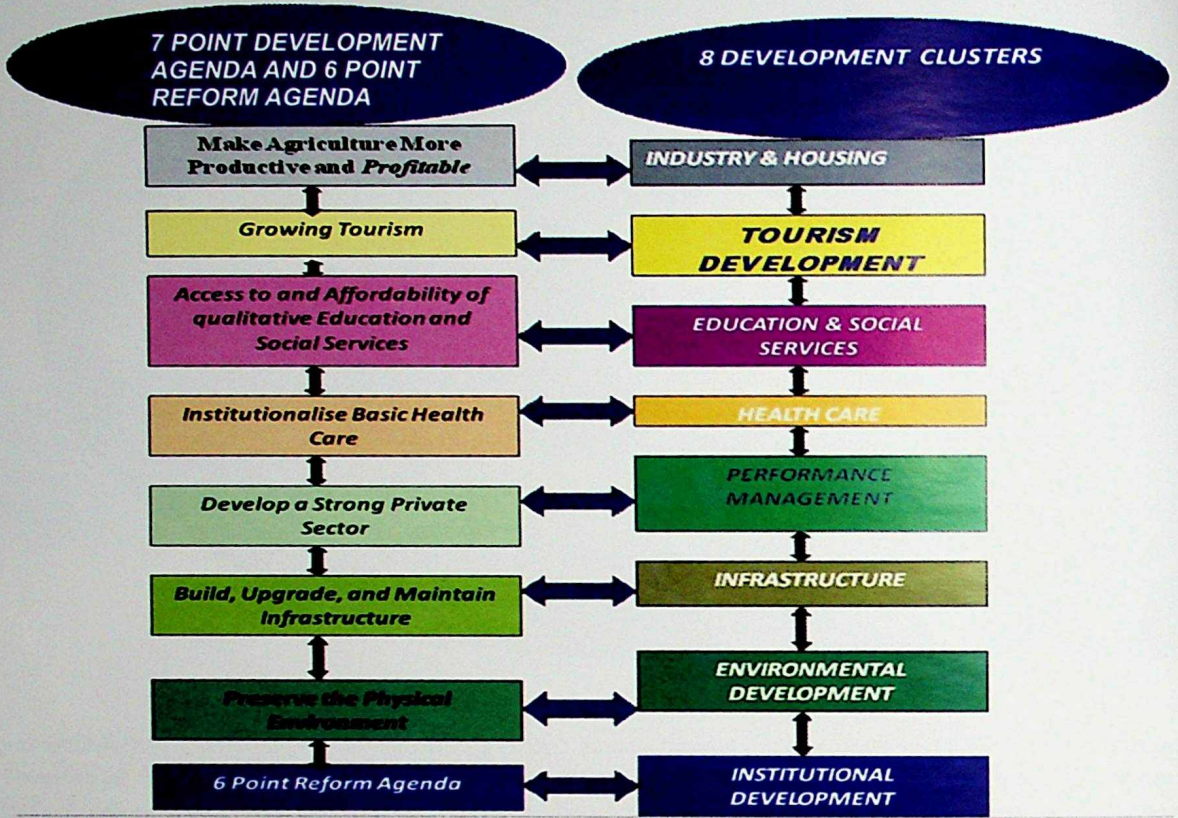 7 POINT DEVELOPMENT
AGENDA AND 6 POINT
REFORM AGENDA
8 DEVELOPMENT CLUSTERS
Make Agriculture More
Productive and Profitable
INDUSTRY & HOUSING
Growing Tourism
TOURISM
DEVELOPMENT
Access to and Affordability of
qualitative Education and
Social Services
EDUCATION & SOCIAL
SERVICES
Institutionalise Basic Health
Care
HEALTH CARE
Develop a Strong Private
Sector
PERFORMANCE
MANAGEMENT
Build, Upgrade, and Maintain
Infrastructure
INFRASTRUCTURE
Preserve the Physical
Environment
ENVIRONMENTAL
DEVELOPMENT
6 Point Reform Agenda
INSTITUTIONAL
DEVELOPMENT